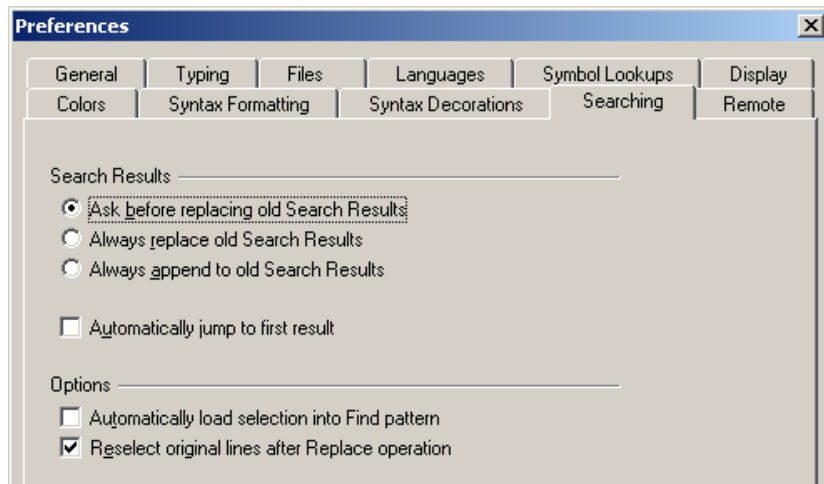 Preferences
General Typing Files Languages Symbol Lookups Display
Colors Syntax Formatting Syntax Decorations Searching Remote
Search Results
Ask before replacing old Search Results
Always replace old Search Results
Always append to old Search Results
Automatically jump to first result
Options
Automatically load selection into Find pattern
Reselect original lines after Replace operation